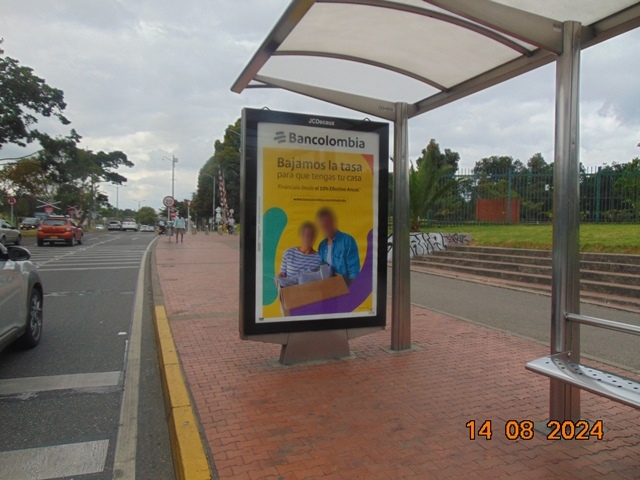 JCDecaux
Bancolombia
Bajamos la tasa
para que tengas tu casa
14 08 2024